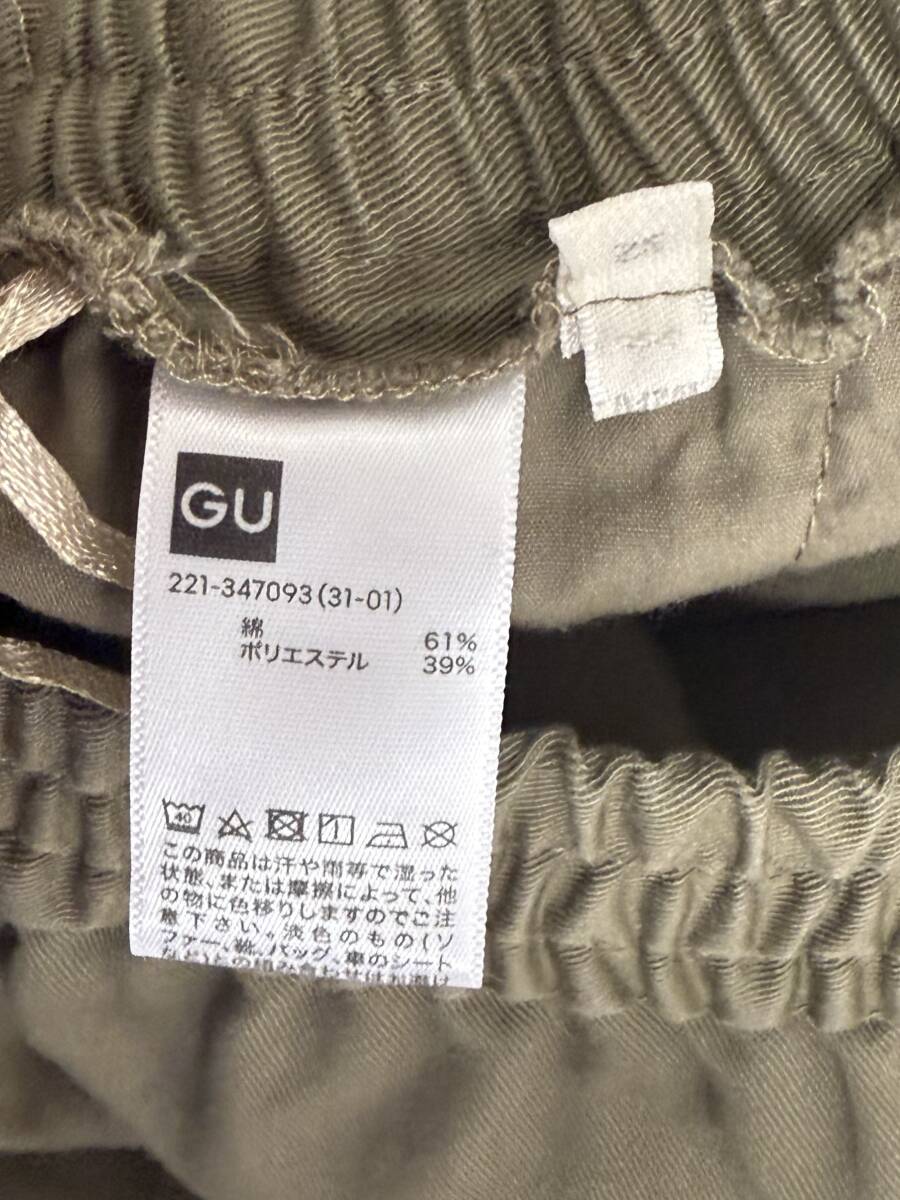 GU
221-347093(31-01)
綿 61%
ポリエステル 39%
40
この商品は汗や雨等で湿った
状態、または摩擦によって、他
の物に色移りしますのでご注
意下さい。淡色のもの(ソ
ファー、靴、バッグ、車のシート